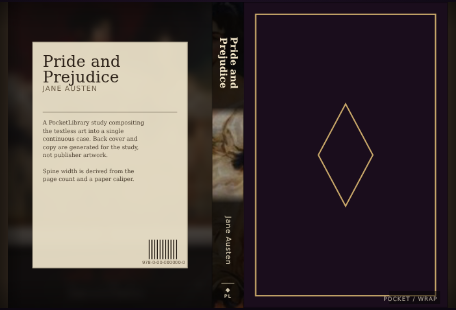 Pride and
Prejudice
JANE AUSTEN
A PocketLibrary study compositing
the textless art into a single
continuous case. Back cover and
copy are generated for the study,
not publisher artwork.
Spine width is derived from the
page count and a paper caliper.
Pride and
Prejudice
Jane Austen
PL
POCKET / WRAP